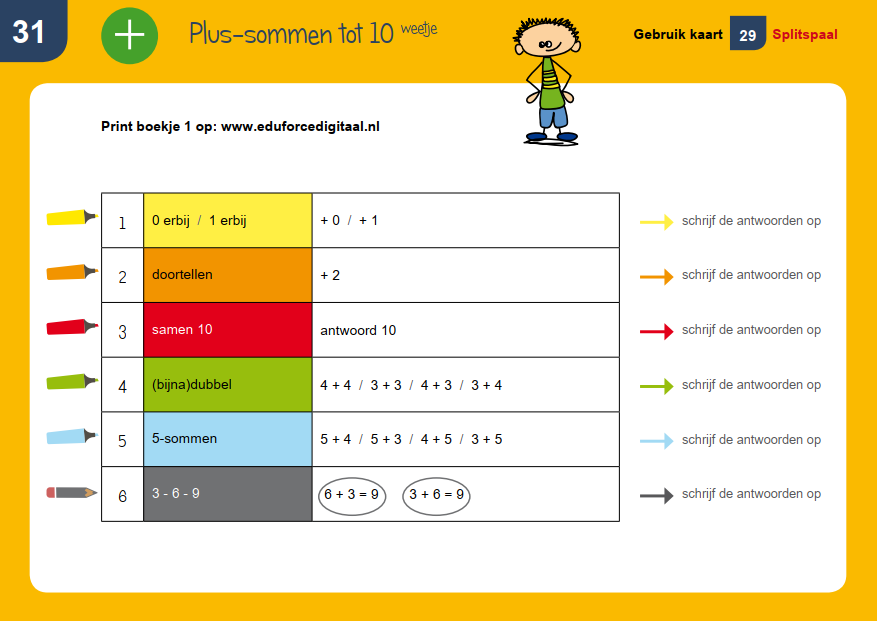 31
+
Plus-sommen tot 10 weetje
Gebruik kaart 29 Splitspaal
Print boekje 1 op: www.eduforcedigitaal.nl
1 0 erbij / 1 erbij + 0 / + 1 schrijf de antwoorden op
2 doortellen + 2 schrijf de antwoorden op
3 samen 10 antwoord 10 schrijf de antwoorden op
4 (bijna)dubbel 4 + 4 / 3 + 3 / 4 + 3 / 3 + 4 schrijf de antwoorden op
5 5-sommen 5 + 4 / 5 + 3 / 4 + 5 / 3 + 5 schrijf de antwoorden op
6 3 - 6 - 9 6 + 3 = 9 3 + 6 = 9 schrijf de antwoorden op